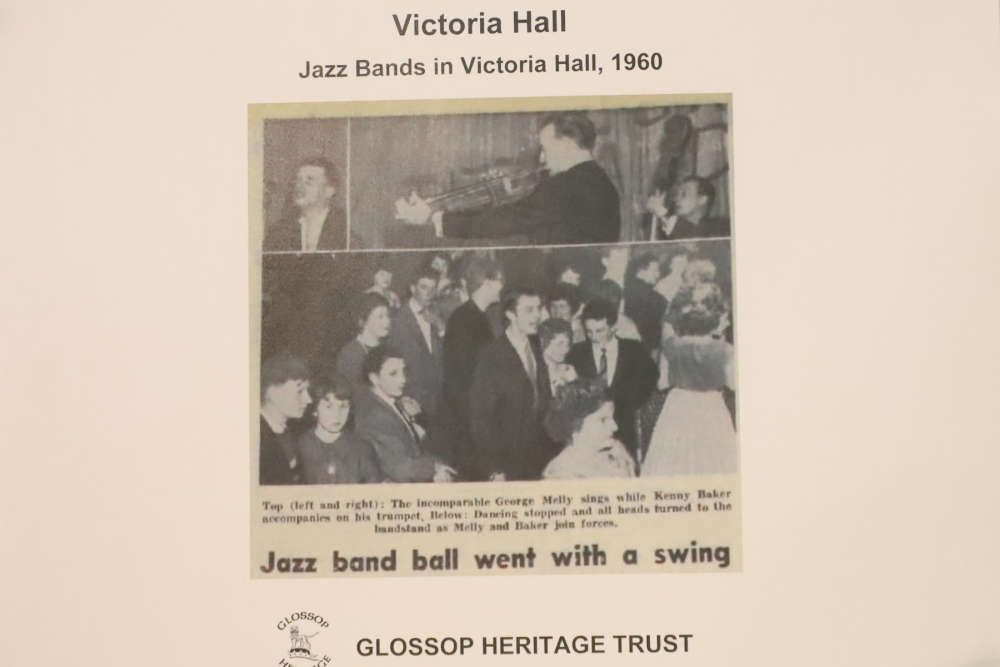 Victoria Hall
Jazz Bands in Victoria Hall, 1960
Top (left and right): The incomparable George Melly sings while Kenny Baker
accompanies on his trumpet. Below: Dancing stopped and all heads turned to the
bandstand as Melly and Baker join forces.
Jazz band ball went with a swing
GLOSSOP
HERITAGE
GLOSSOP HERITAGE TRUST